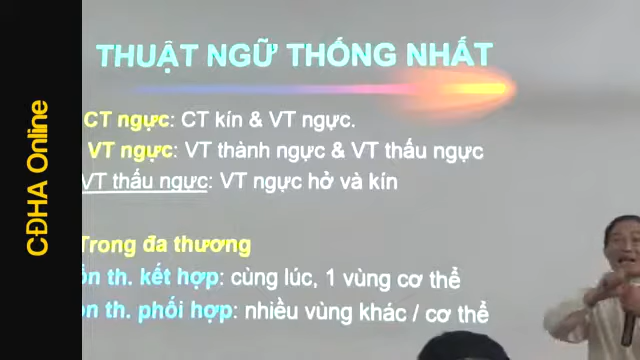 CĐHA Online
THUẬT NGỮ THỐNG NHẤT
CT ngực: CT kín & VT ngực.
VT ngực: VT thành ngực & VT thấu ngực
VT thấu ngực: VT ngực hở và kín
Trong đa thương
th. kết hợp: cùng lúc, 1 vùng cơ thể
th. phối hợp: nhiều vùng khác / cơ thể